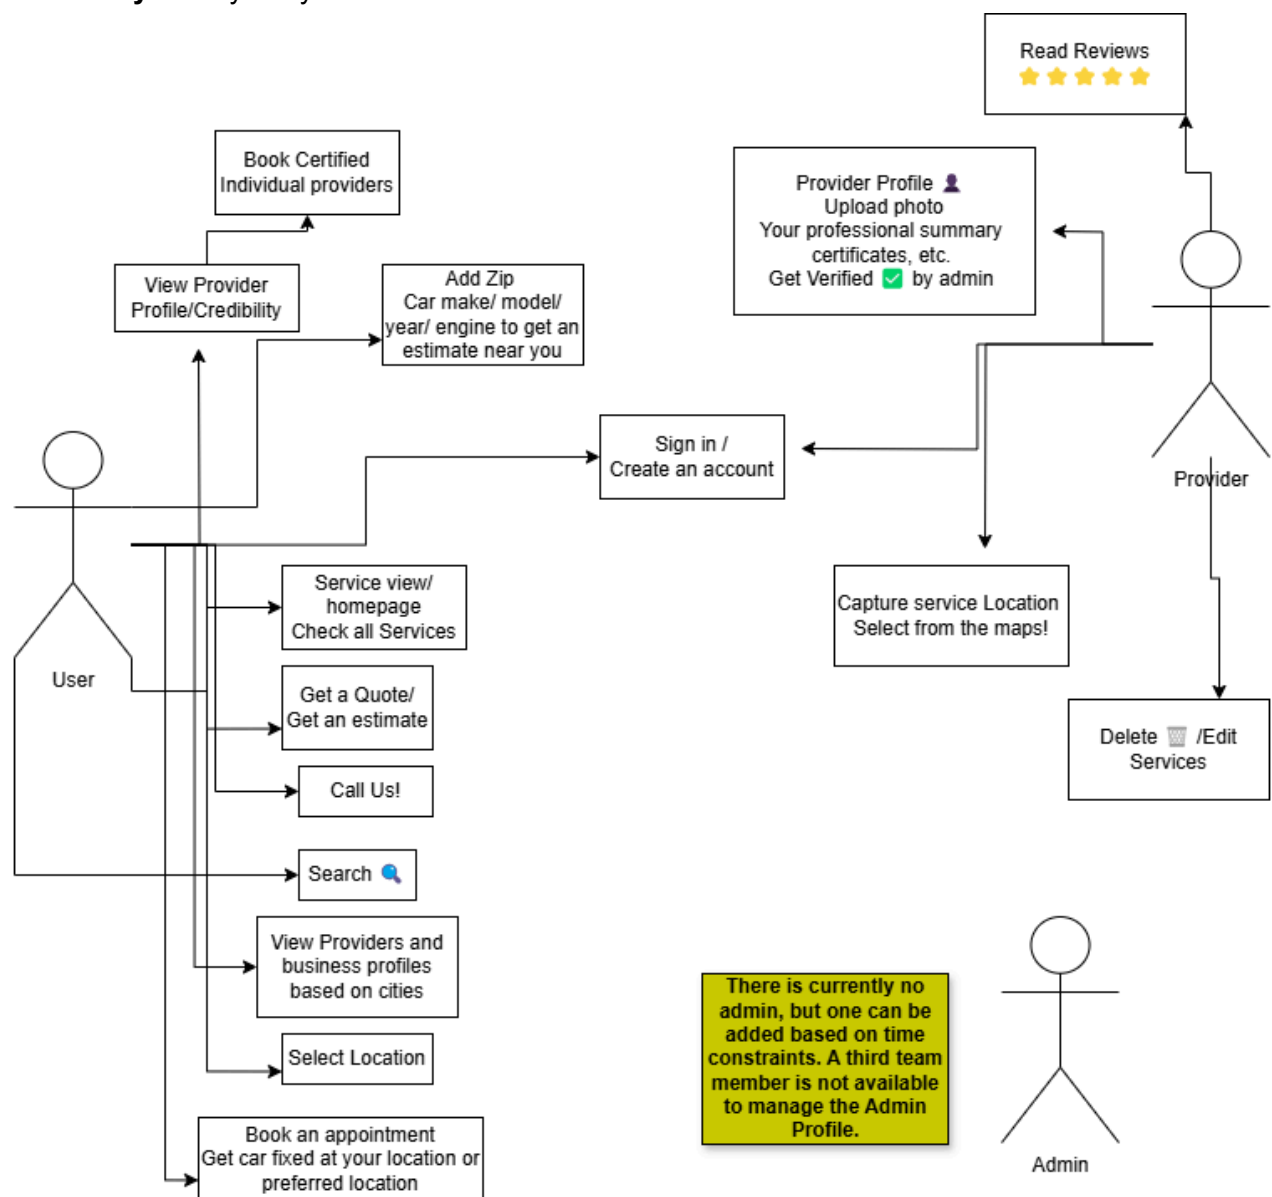 Read Reviews
⭐⭐⭐⭐⭐
Book Certified
Individual providers
Provider Profile 👤
Upload photo
Your professional summary
certificates, etc.
Get Verified ✅ by admin
View Provider
Profile/Credibility
Add Zip
Car make/ model/
year/ engine to get an
estimate near you
Sign in /
Create an account
Provider
Service view/
homepage
Check all Services
Capture service Location
Select from the maps!
User
Get a Quote/
Get an estimate
Delete 🗑️ /Edit
Services
Call Us!
Search 🔍
View Providers and
business profiles
based on cities
There is currently no
admin, but one can be
added based on time
constraints. A third team
member is not available
to manage the Admin
Profile.
Select Location
Book an appointment
Get car fixed at your location or
preferred location
Admin